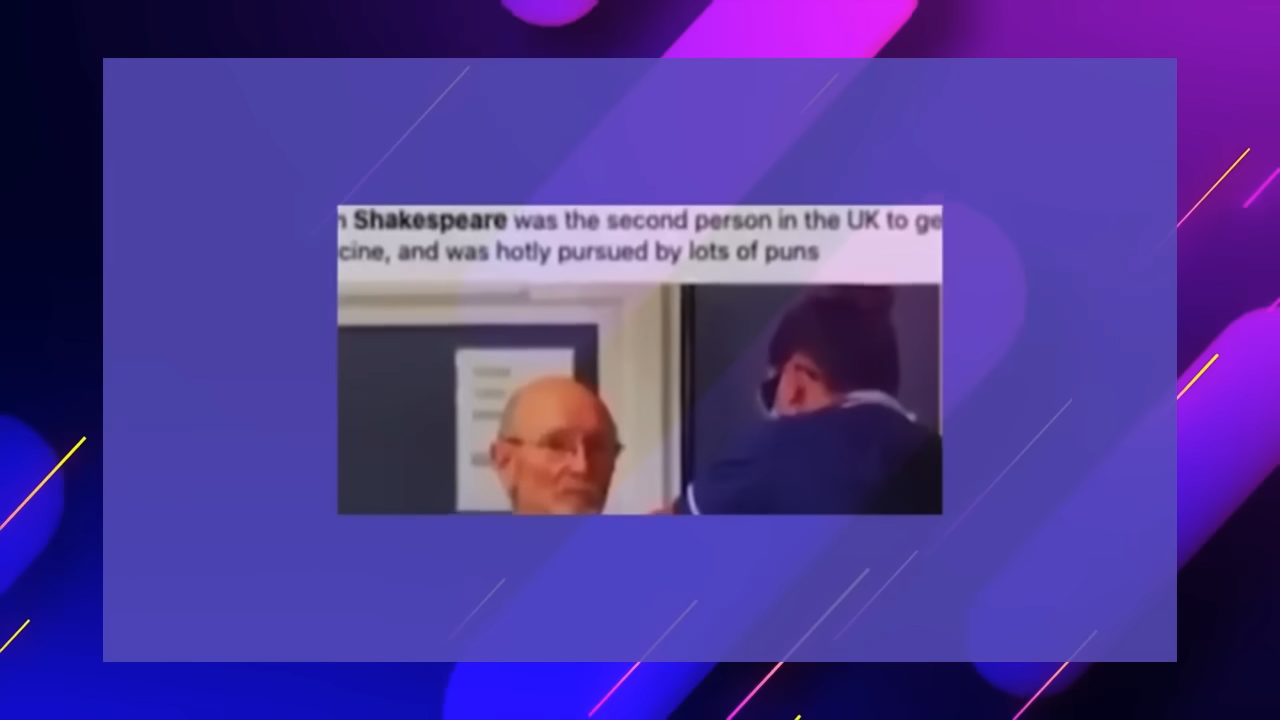 Shakespeare was the second person in the UK to ge
cine, and was hotly pursued by lots of puns